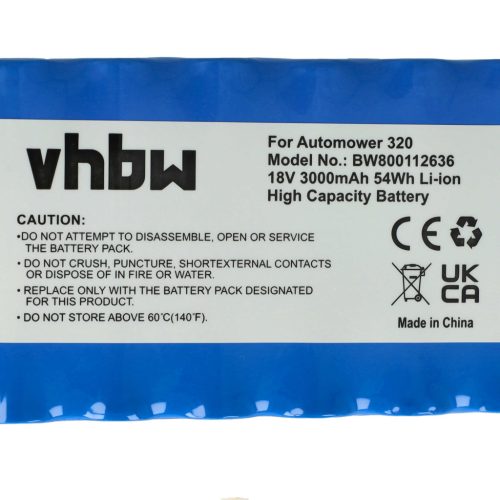 vhbw
For Automower 320
Model No.: BW800112636
18V 3000mAh 54Wh Li-ion
High Capacity Battery
CAUTION:
•DO NOT ATTEMPT TO DISASSEMBLE, OPEN OR SERVICE
THE BATTERY PACK.
•DO NOT CRUSH, PUNCTURE, SHORTEXTERNAL CONTACTS
OR DISPOSE OF IN FIRE OR WATER.
•REPLACE ONLY WITH THE BATTERY PACK DESIGNATED FOR
THIS PRODUCT.
•DO NOT STORE ABOVE 60℃(140℉).
CE
UK
CA
Made in China